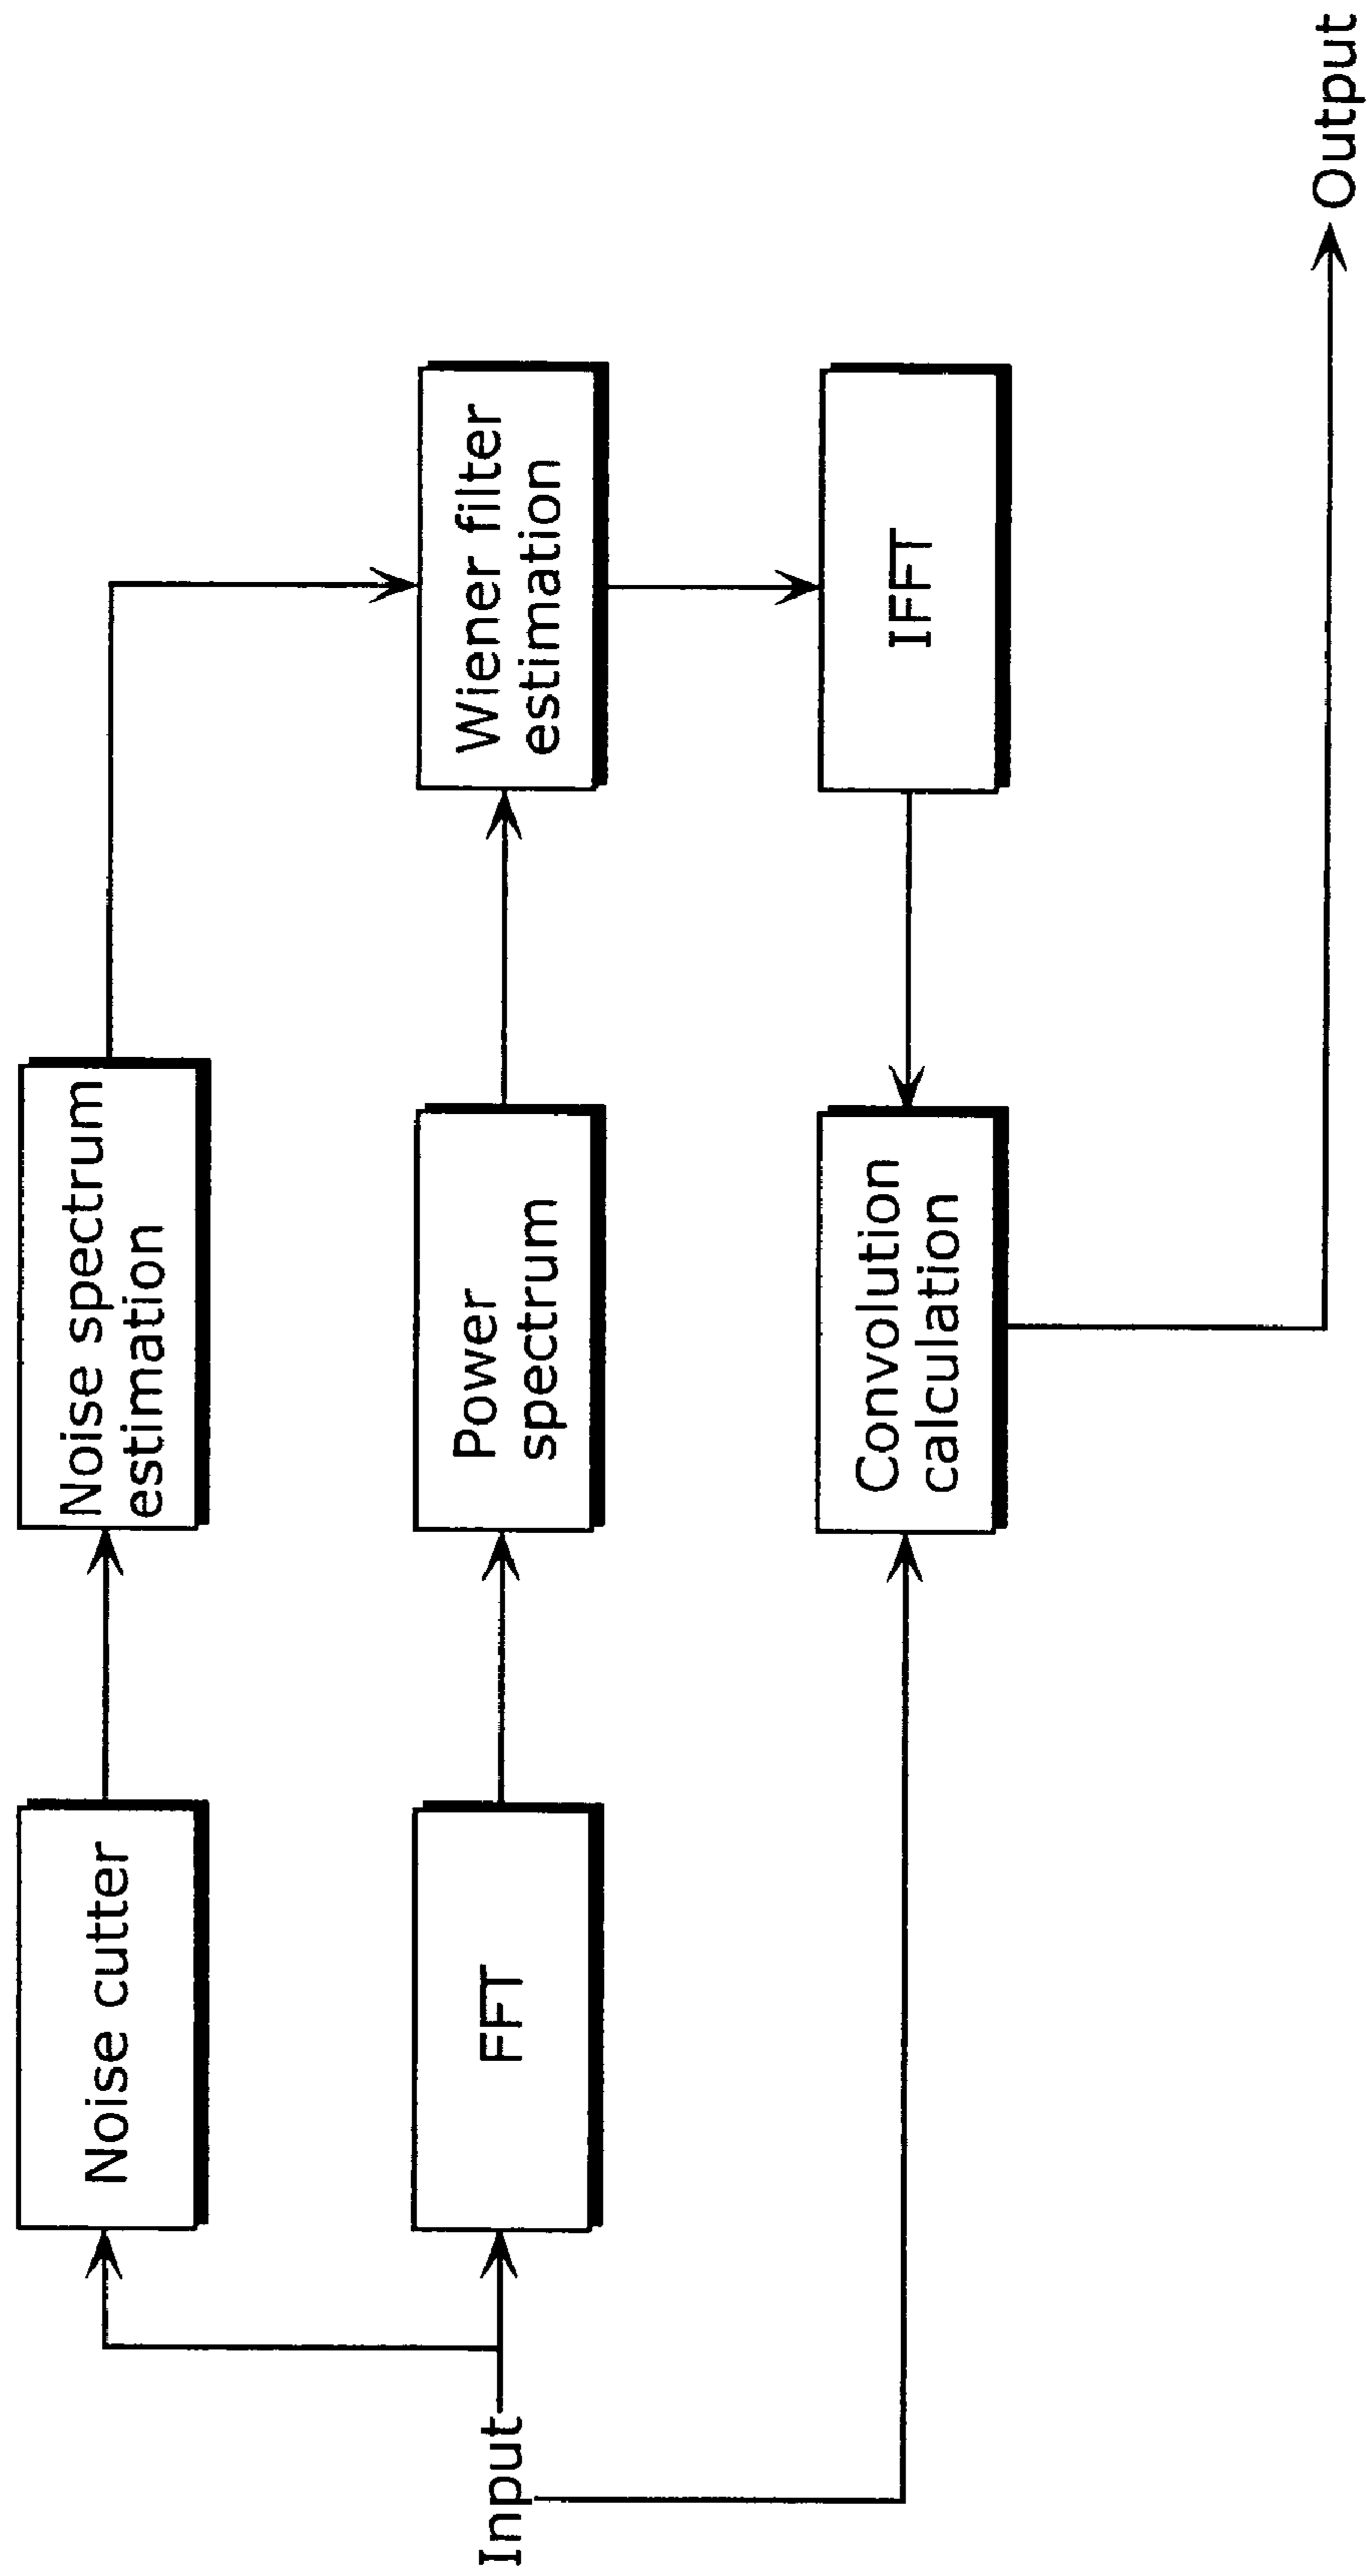 Noise cutter
Noise spectrum
estimation
Input
FFT
Power
spectrum
Wiener filter
estimation
Convolution
calculation
IFFT
Output